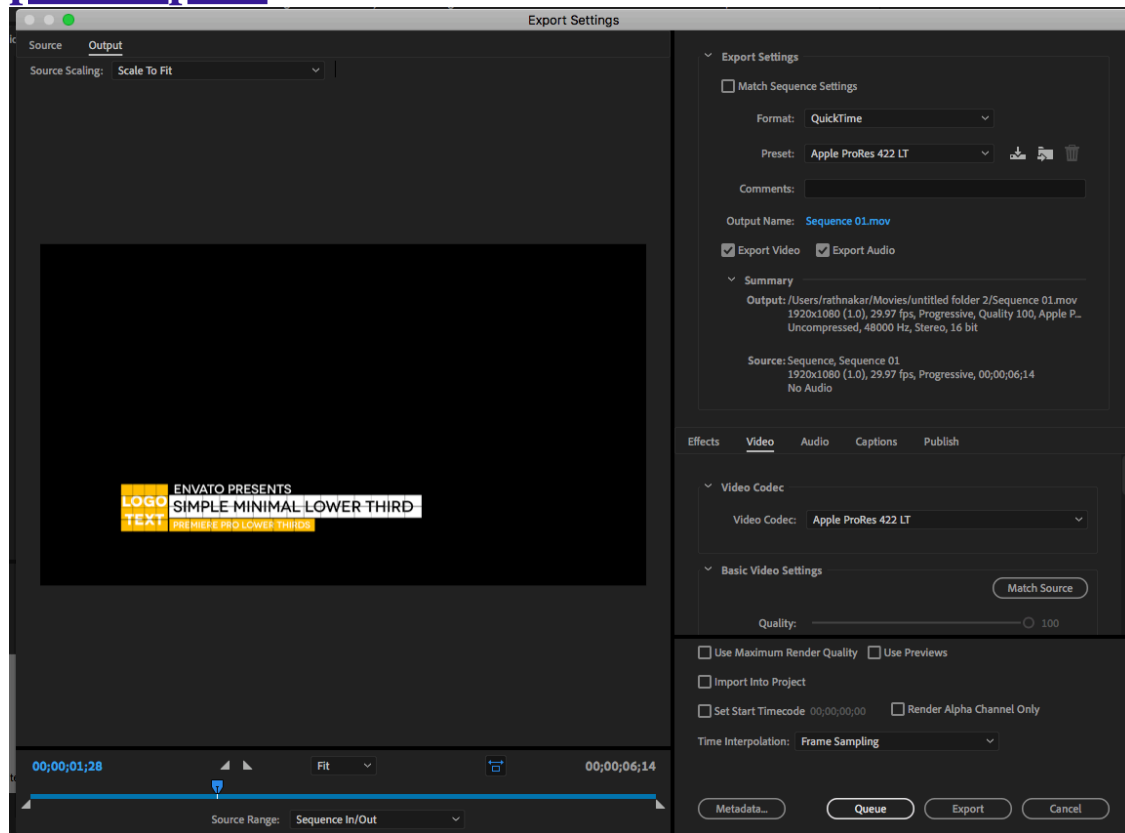 Export Settings
Source Output
Source Scaling: Scale To Fit
ENVATO PRESENTS
LOGO
TEXT
SIMPLE MINIMAL LOWER THIRD
PREMIERE PRO LOWER THIRDS
00;00;01;28 Fit 00;00;06;14
Source Range: Sequence In/Out
Export Settings
Match Sequence Settings
Format: QuickTime
Preset: Apple ProRes 422 LT
Comments:
Output Name: Sequence 01.mov
Export Video Export Audio
Summary
Output: /Users/rathnakar/Movies/untitled folder 2/Sequence 01.mov
1920x1080 (1.0), 29.97 fps, Progressive, Quality 100, Apple P...
Uncompressed, 48000 Hz, Stereo, 16 bit
Source: Sequence, Sequence 01
1920x1080 (1.0), 29.97 fps, Progressive, 00;00;06;14
No Audio
Effects Video Audio Captions Publish
Video Codec
Video Codec: Apple ProRes 422 LT
Basic Video Settings
Match Source
Quality: 100
Use Maximum Render Quality Use Previews
Import Into Project
Set Start Timecode 00;00;00;00 Render Alpha Channel Only
Time Interpolation: Frame Sampling
Metadata... Queue Export Cancel